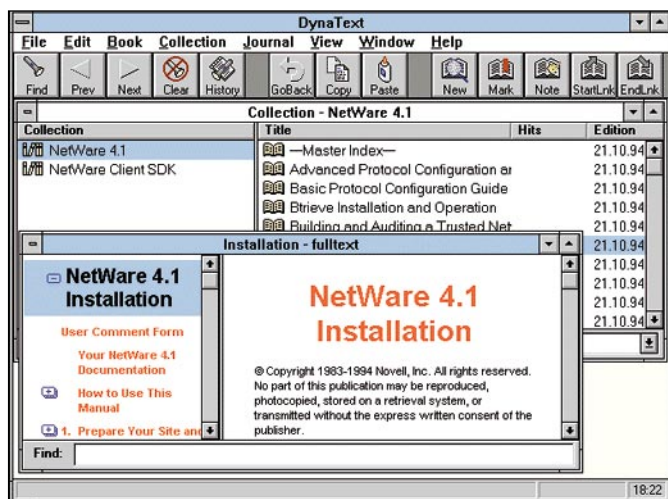 DynaText
File Edit Book Collection Journal View Window Help
Find Prev Next Clear History GoBack Copy Paste New Mark Note StartLnk EndLnk
Collection - NetWare 4.1
Collection Title Hits Edition
NetWare 4.1
NetWare Client SDK
—Master Index— 21.10.94
Advanced Protocol Configuration ar 21.10.94
Basic Protocol Configuration Guide 21.10.94
Btrieve Installation and Operation 21.10.94
Building and Auditing a Trusted Net 21.10.94
21.10.94
21.10.94
21.10.94
21.10.94
21.10.94
Installation - fulltext
NetWare 4.1
Installation
User Comment Form
Your NetWare 4.1
Documentation
How to Use This
Manual
1. Prepare Your Site and
NetWare 4.1
Installation
© Copyright 1983-1994 Novell, Inc. All rights reserved.
No part of this publication may be reproduced,
photocopied, stored on a retrieval system, or
transmitted without the express written consent of the
publisher.
Find:
18:22